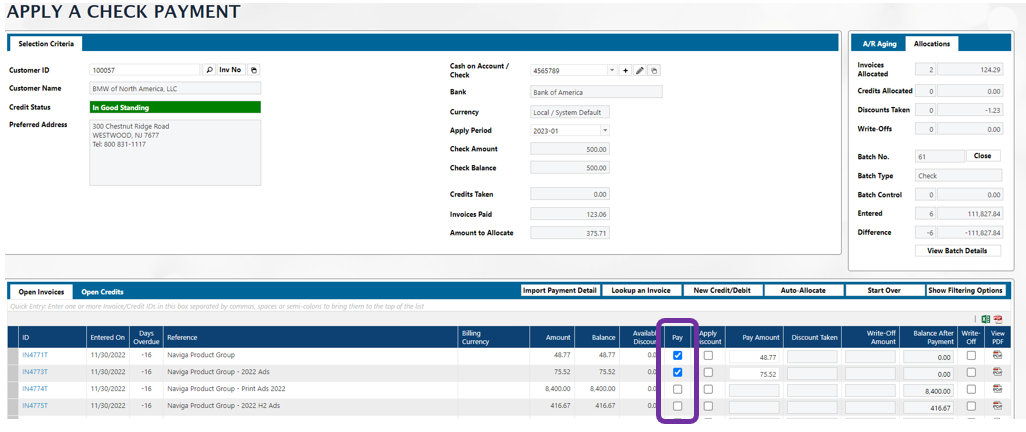 APPLY A CHECK PAYMENT
Selection Criteria
Customer ID 100057 Inv No
Customer Name BMW of North America, LLC
Credit Status In Good Standing
Preferred Address 300 Chestnut Ridge Road
WESTWOOD, NJ 7677
Tel: 800 831-1117
Cash on Account /
Check 4565789
Bank Bank of America
Currency Local / System Default
Apply Period 2023-01
Check Amount 500.00
Check Balance 500.00
Credits Taken 0.00
Invoices Paid 123.06
Amount to Allocate 375.71
A/R Aging Allocations
Invoices
Allocated 2 124.29
Credits Allocated 0 0.00
Discounts Taken 0 -1.23
Write-Offs 0 0.00
Batch No. 61 Close
Batch Type Check
Batch Control 0 0.00
Entered 6 111,827.84
Difference -6 -111,827.84
View Batch Details
Open Invoices Open Credits Import Payment Detail Lookup an Invoice New Credit/Debit Auto-Allocate Start Over Show Filtering Options
Quick Entry: Enter one or more Invoice/Credit IDs in this box separated by commas, spaces or semi-colons to bring them to the top of the list
ID Entered On Days Overdue Reference Billing Currency Amount Balance Pay Pay Amount Discount Taken Write-Off Amount Balance After Payment Write-Off View PDF
IN4771T 11/30/2022 -16 Naviga Product Group 48.77 48.77 48.77 0.00
IN4773T 11/30/2022 -16 Naviga Product Group - 2022 Ads 75.52 75.52 75.52 0.00
IN4774T 11/30/2022 -16 Naviga Product Group - Print Ads 2022 8,400.00 8,400.00 8,400.00
IN4775T 11/30/2022 -16 Naviga Product Group - 2022 H2 Ads 416.67 416.67 416.67